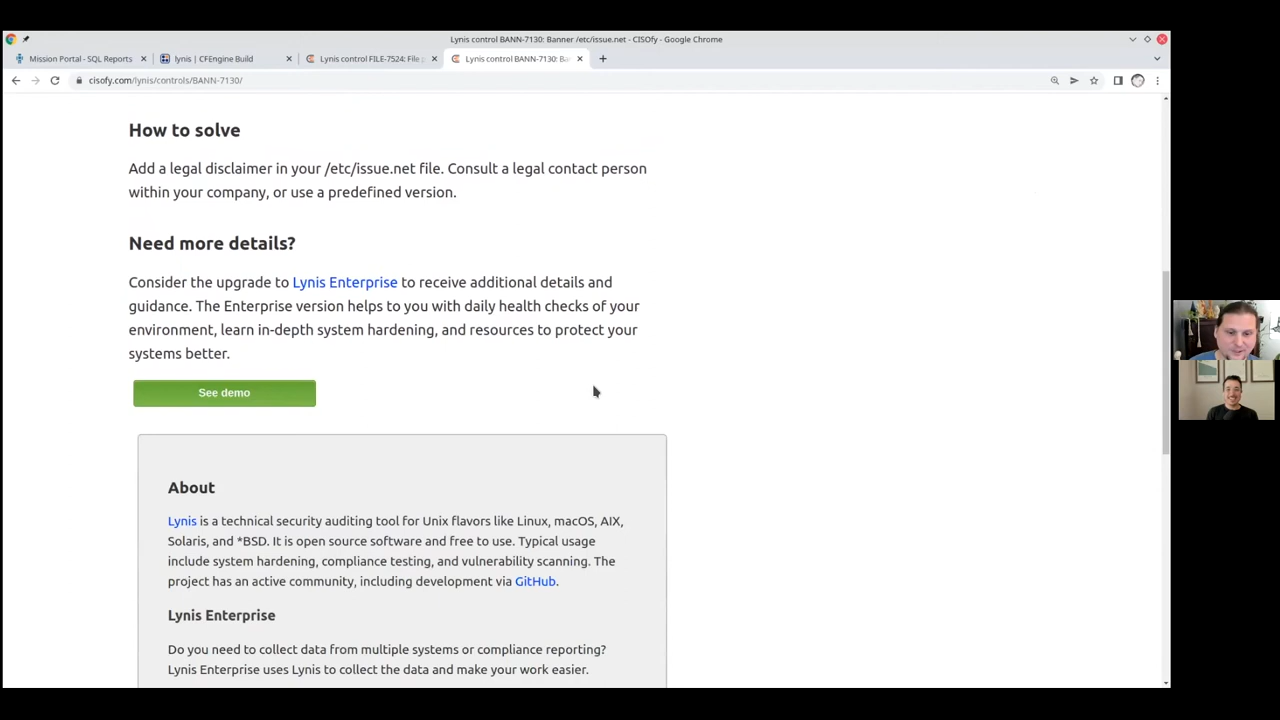 Lynis control BANN-7130: Banner /etc/issue.net - CISOfy - Google Chrome
Mission Portal - SQL Reports
lynis | CFEngine Build
Lynis control FILE-7524: File p
Lynis control BANN-7130: Ba
cisofy.com/lynis/controls/BANN-7130/
How to solve
Add a legal disclaimer in your /etc/issue.net file. Consult a legal contact person
within your company, or use a predefined version.
Need more details?
Consider the upgrade to Lynis Enterprise to receive additional details and
guidance. The Enterprise version helps to you with daily health checks of your
environment, learn in-depth system hardening, and resources to protect your
systems better.
See demo
About
Lynis is a technical security auditing tool for Unix flavors like Linux, macOS, AIX,
Solaris, and *BSD. It is open source software and free to use. Typical usage
include system hardening, compliance testing, and vulnerability scanning. The
project has an active community, including development via GitHub.
Lynis Enterprise
Do you need to collect data from multiple systems or compliance reporting?
Lynis Enterprise uses Lynis to collect the data and make your work easier.